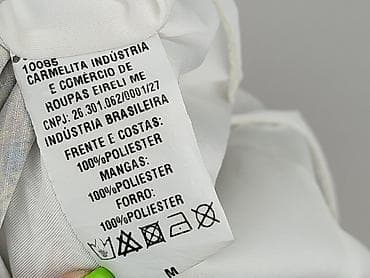 10085
CARMELITA INDÚSTRIA
E COMÉRCIO DE
ROUPAS EIRELI ME
CNPJ: 26.301.062/0001/27
INDÚSTRIA BRASILEIRA
FRENTE E COSTAS:
100%POLIESTER
MANGAS:
100%POLIESTER
FORRO:
100%POLIESTER
M